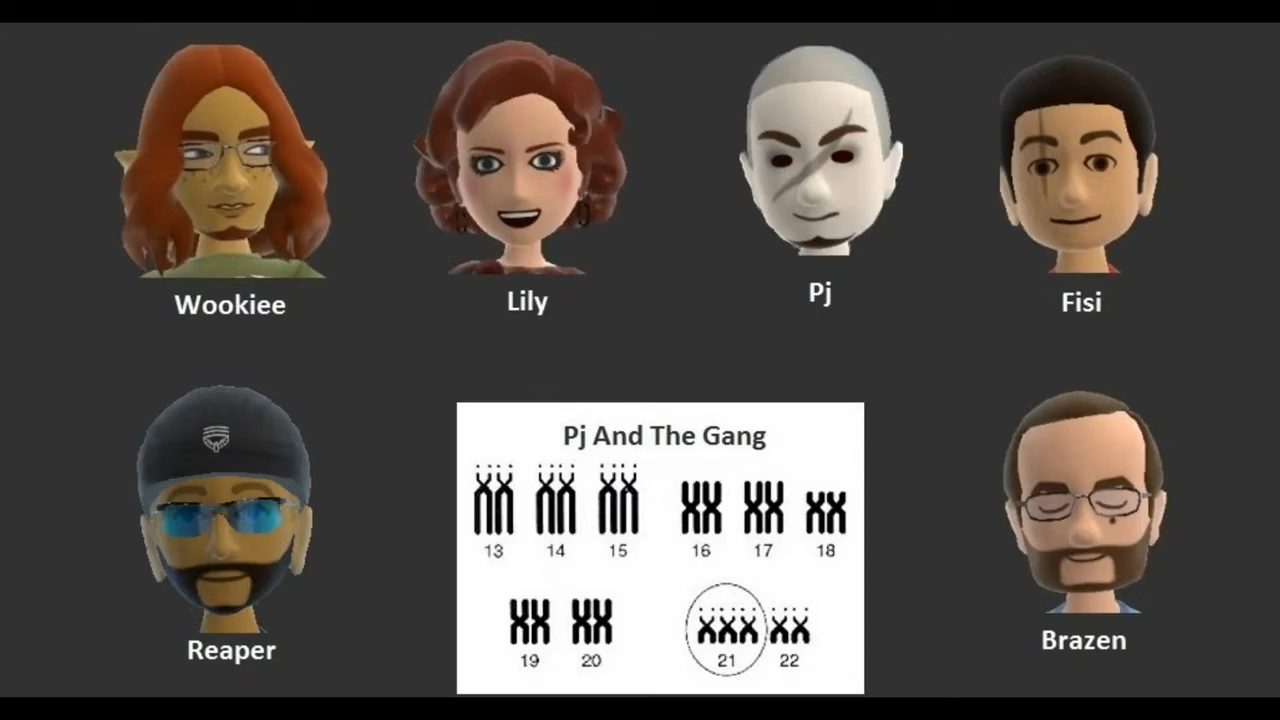 Wookiee
Lily
Pj
Fisi
Reaper
Pj And The Gang
13 14 15 16 17 18
19 20 21 22
Brazen